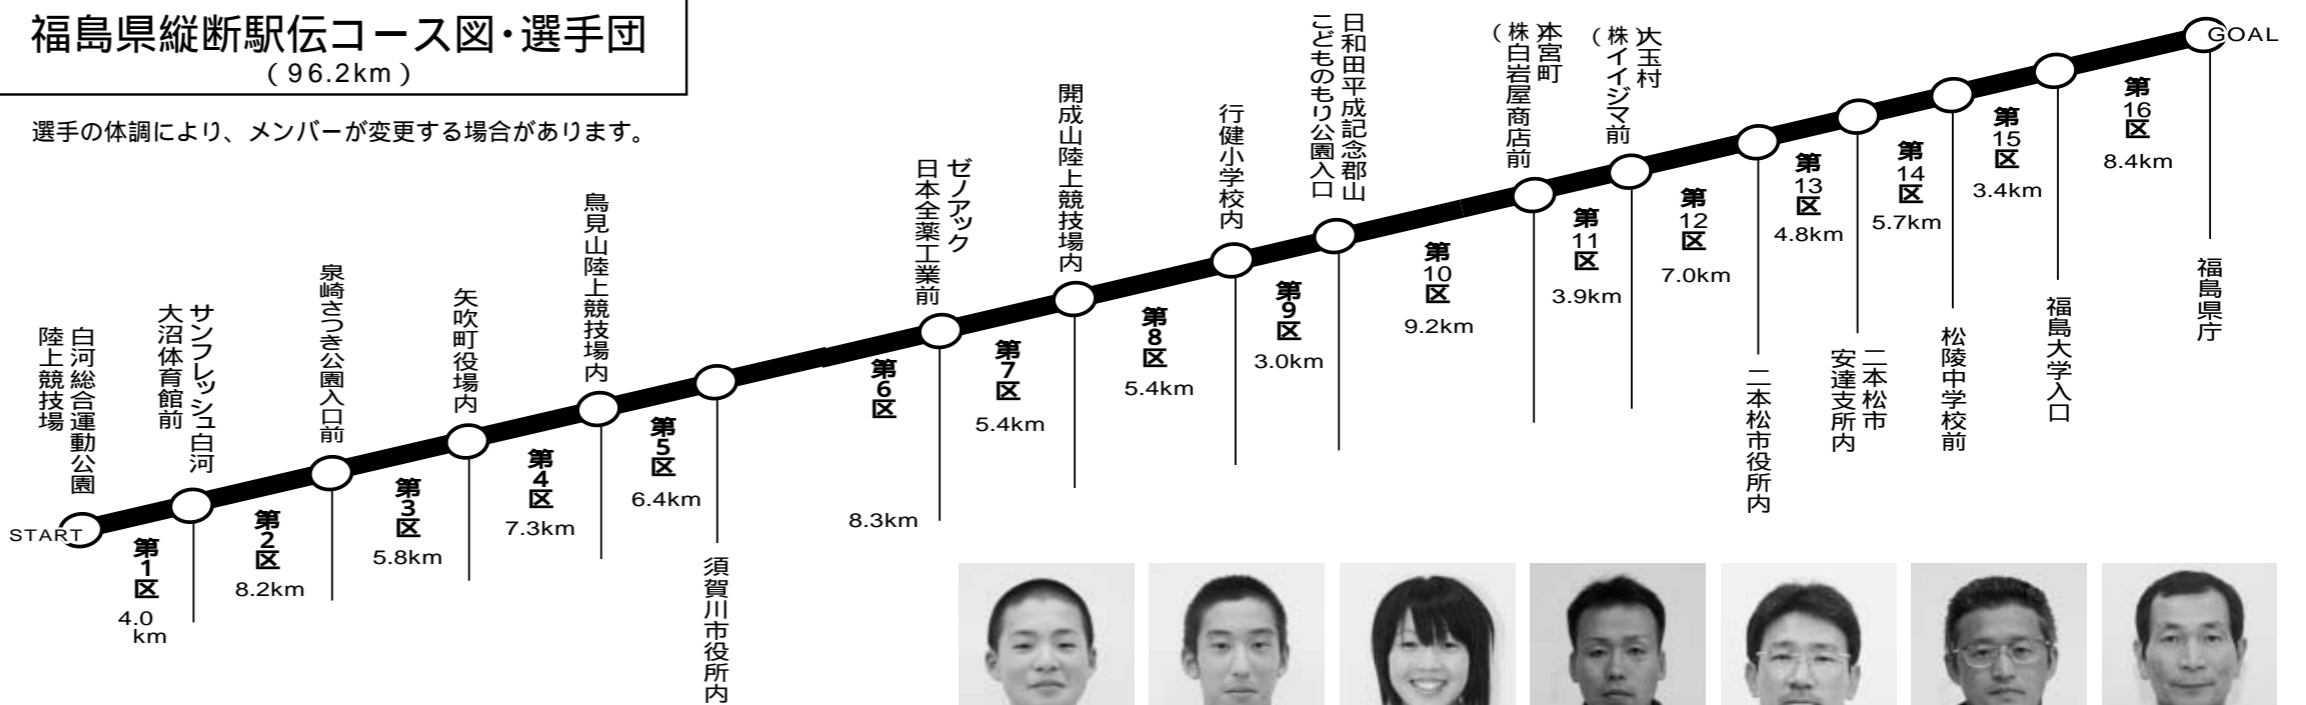 福島県縦断駅伝コース図・選手団
（96.2km）
選手の体調により、メンバーが変更する場合があります。
START
白河総合運動公園
陸上競技場
第1区
4.0
km
サンフレッシュ白河
大沼体育館前
第2区
8.2km
泉崎さつき公園入口前
第3区
5.8km
矢吹町役場内
第4区
7.3km
鳥見山陸上競技場内
第5区
6.4km
須賀川市役所内
第6区
8.3km
ゼノアック
日本全薬工業前
第7区
5.4km
開成山陸上競技場内
第8区
5.4km
行健小学校内
第9区
3.0km
日和田平成記念郡山
こどものもり公園入口
第10区
9.2km
本宮町
（株）白岩屋商店前
第11区
3.9km
大玉村
（株）イイジマ前
第12区
7.0km
二本松市役所内
第13区
4.8km
二本松市
安達支所内
第14区
5.7km
松陵中学校前
第15区
3.4km
福島大学入口
第16区
8.4km
福島県庁
GOAL